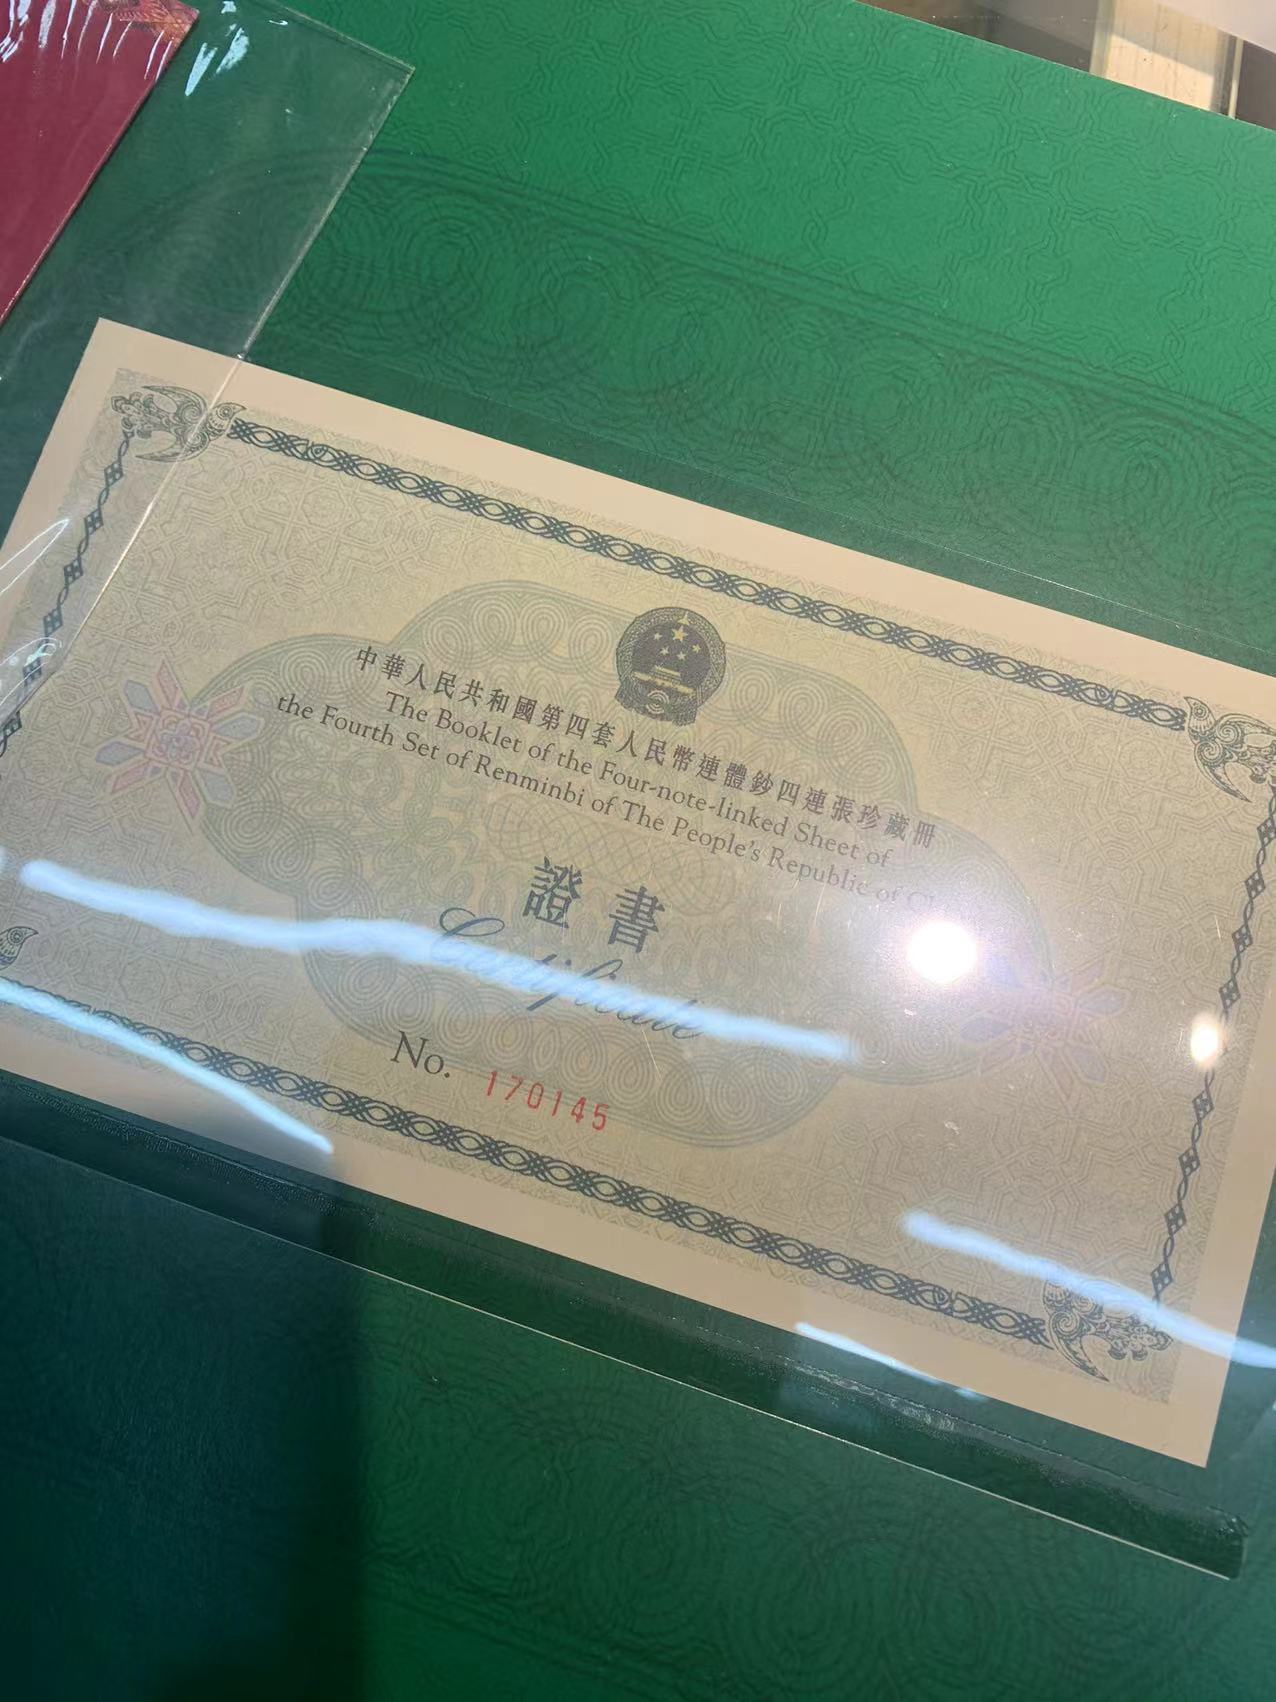 中華人民共和國第四套人民幣連體鈔四連張珍藏冊
The Booklet of the Four-note-linked Sheet of
the Fourth Set of Renminbi of The People's Republic of
證書
Certificate
No. 170145